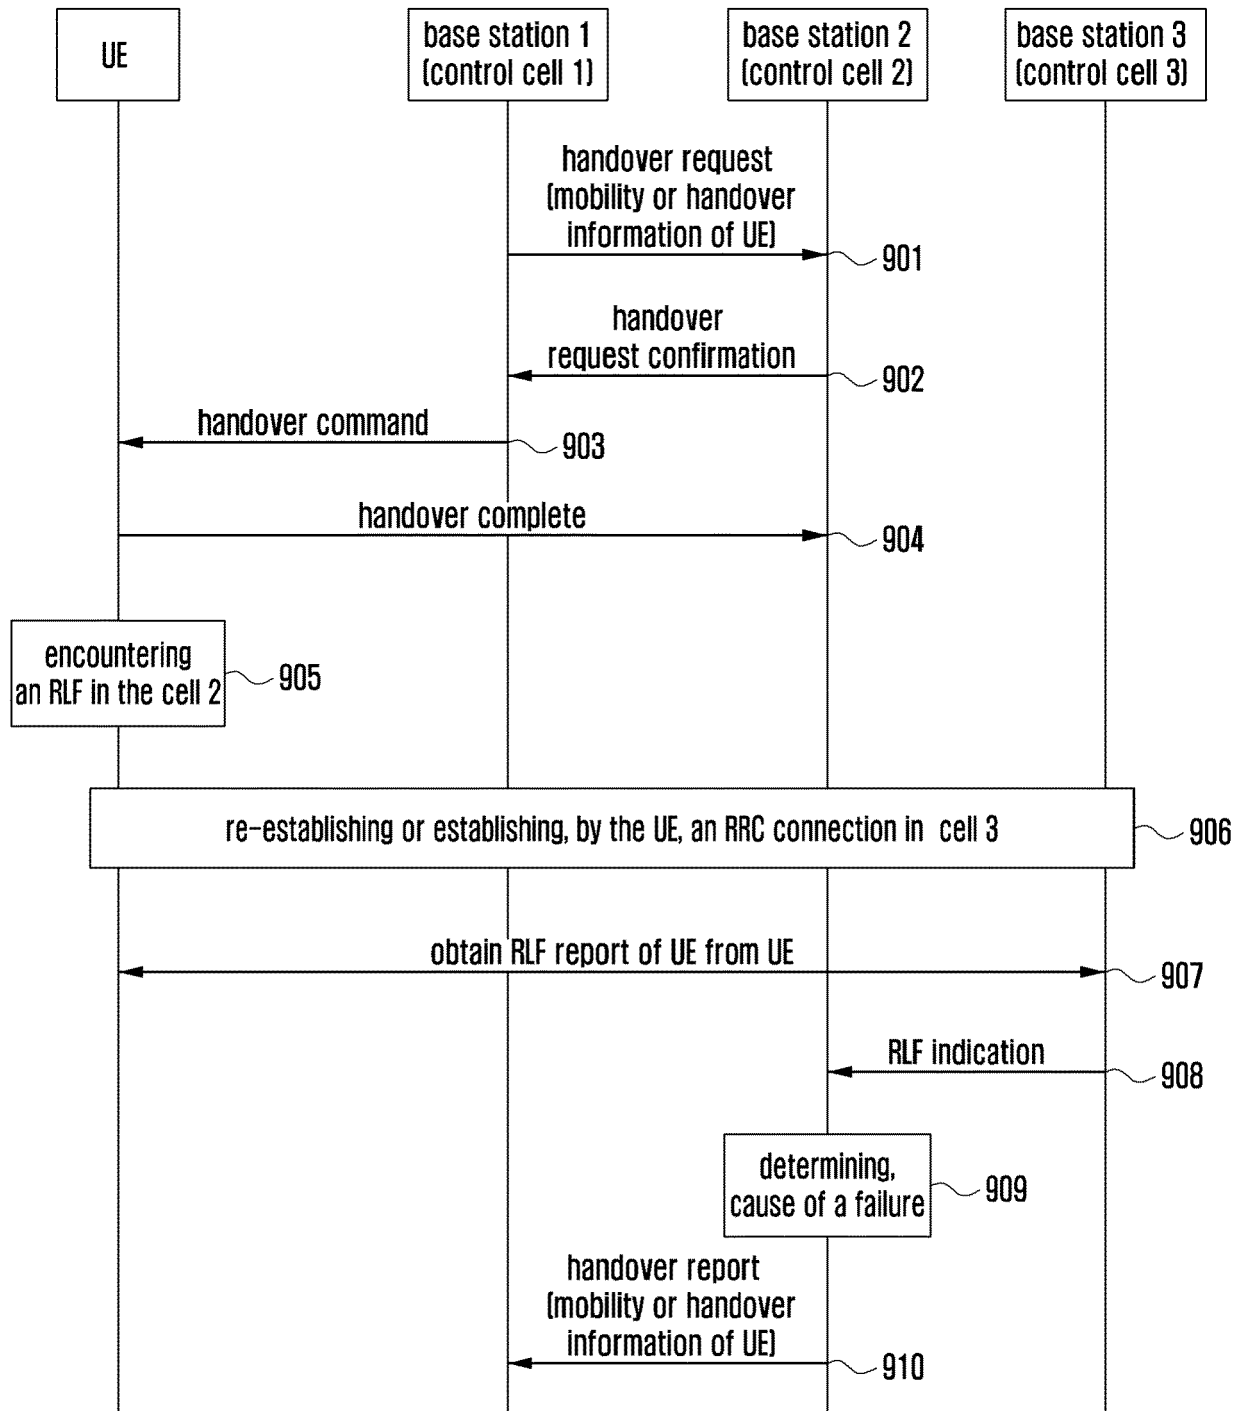 UE
base station 1
(control cell 1)
base station 2
(control cell 2)
base station 3
(control cell 3)
handover request
(mobility or handover
information of UE)
901
handover
request confirmation
902
handover command
903
handover complete
904
encountering
an RLF in the cell 2
905
re-establishing or establishing, by the UE, an RRC connection in cell 3
906
obtain RLF report of UE from UE
907
RLF indication
908
determining,
cause of a failure
909
handover report
(mobility or handover
information of UE)
910